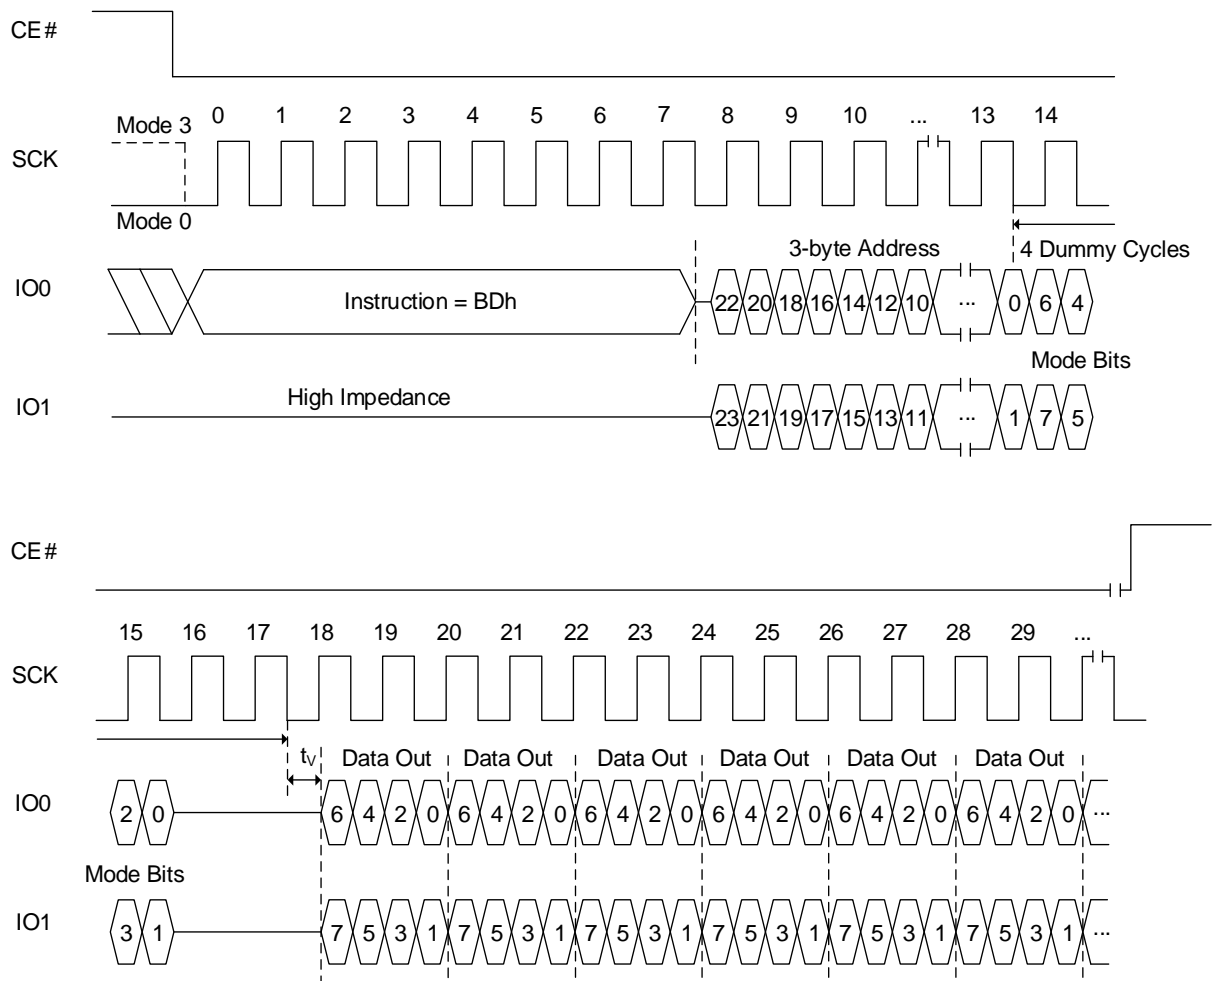 CE#
Mode 3
0 1 2 3 4 5 6 7 8 9 10 ... 13 14
SCK
Mode 0
3-byte Address
4 Dummy Cycles
IO0
Instruction = BDh
22 20 18 16 14 12 10 ... 0 6 4
Mode Bits
IO1
High Impedance
23 21 19 17 15 13 11 ... 1 7 5
CE#
15 16 17 18 19 20 21 22 23 24 25 26 27 28 29 ...
SCK
tV
Data Out Data Out Data Out Data Out Data Out Data Out
IO0
2 0 6 4 2 0 6 4 2 0 6 4 2 0 6 4 2 0 6 4 2 0 6 4 2 0 ...
Mode Bits
IO1
3 1 7 5 3 1 7 5 3 1 7 5 3 1 7 5 3 1 7 5 3 1 7 5 3 1 ...